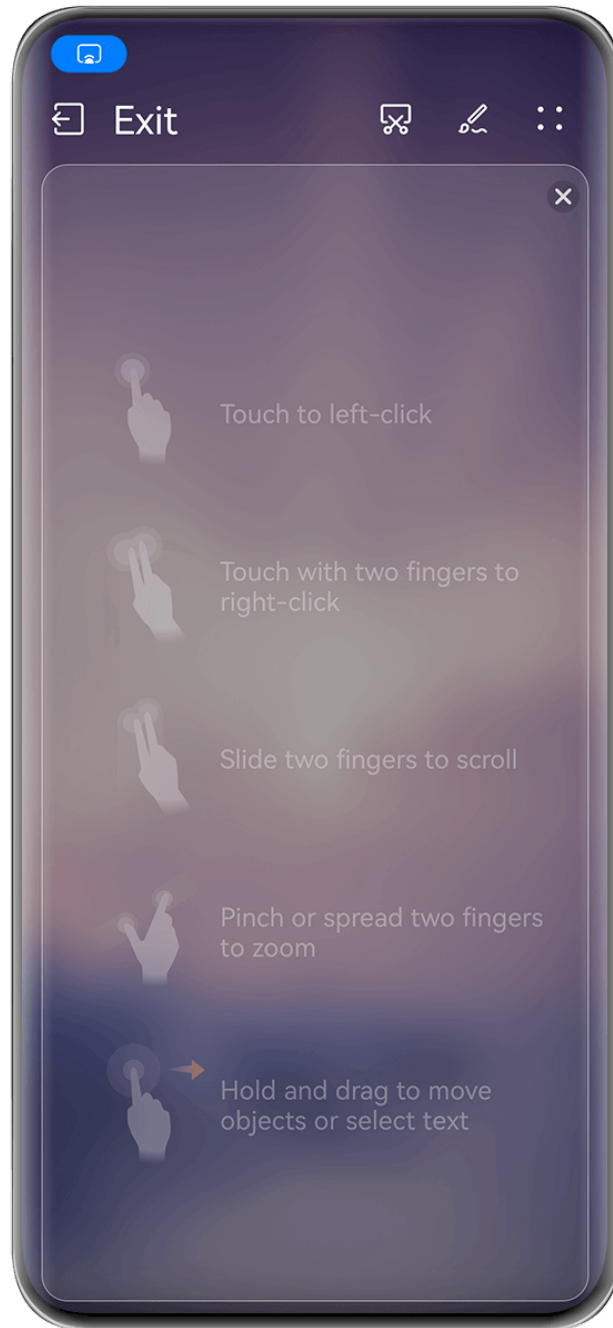 Exit
Touch to left-click
Touch with two fingers to
right-click
Slide two fingers to scroll
Pinch or spread two fingers
to zoom
Hold and drag to move
objects or select text